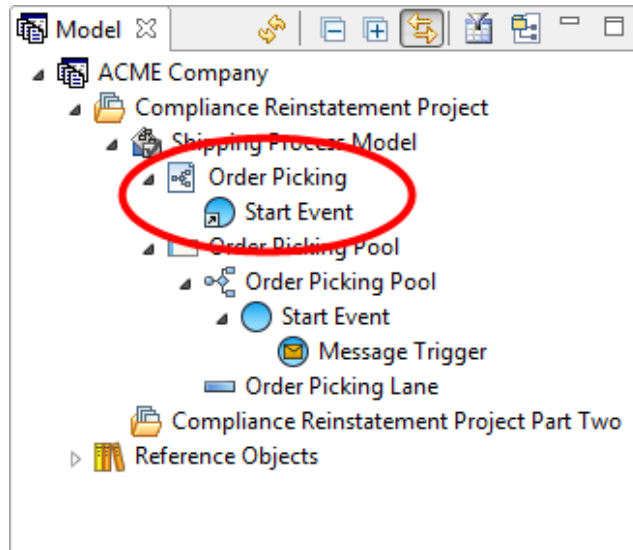 Model
ACME Company
Compliance Reinstatement Project
Shipping Process Model
Order Picking
Start Event
Order Picking Pool
Order Picking Pool
Start Event
Message Trigger
Order Picking Lane
Compliance Reinstatement Project Part Two
Reference Objects